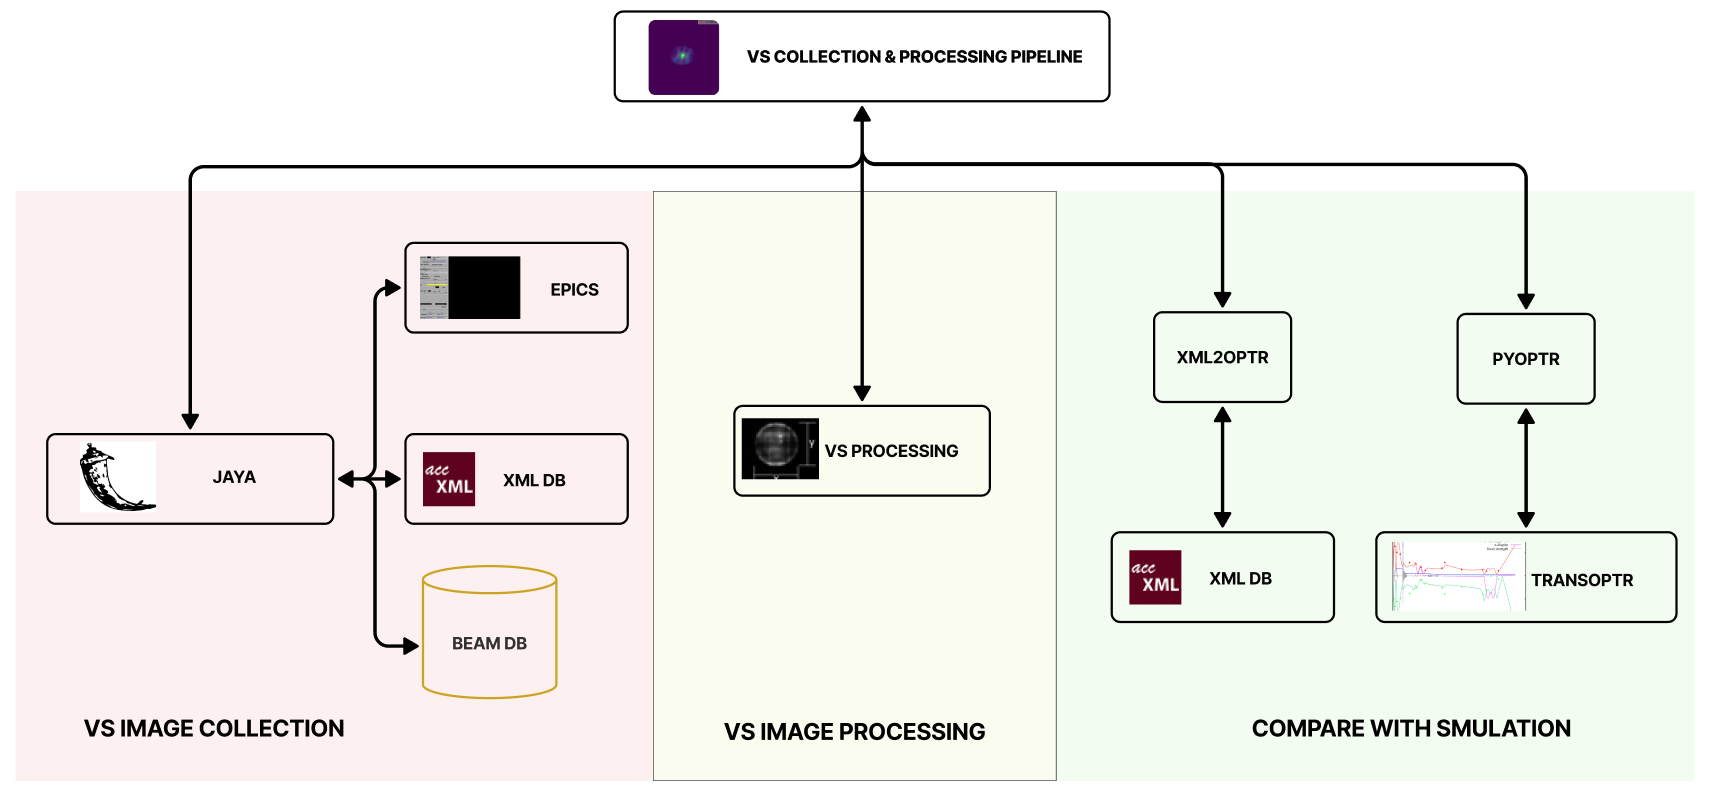 VS COLLECTION & PROCESSING PIPELINE
EPICS
JAYA
acc
XML
XML DB
BEAM DB
VS IMAGE COLLECTION
Y
VS PROCESSING
VS IMAGE PROCESSING
XML2OPTR
PYOPTR
acc
XML
XML DB
TRANSOPTR
COMPARE WITH SMULATION